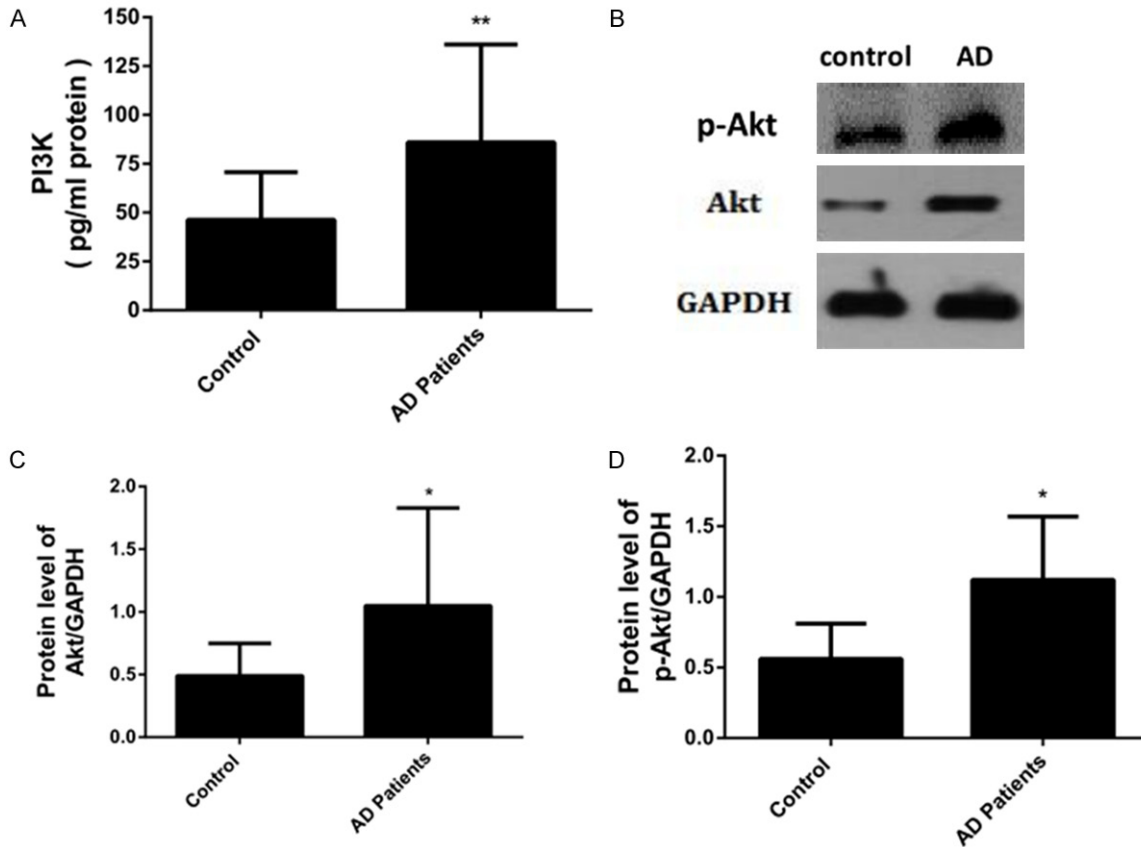 A
PI3K
( pg/ml protein )
150
125
100
75
50
25
0
**
Control
AD Patients
B
control AD
p-Akt
Akt
GAPDH
C
Protein level of
Akt/GAPDH
2.0
1.5
1.0
0.5
0.0
*
Control
AD Patients
D
Protein level of
p-Akt/GAPDH
2.0
1.5
1.0
0.5
0.0
*
Control
AD Patients